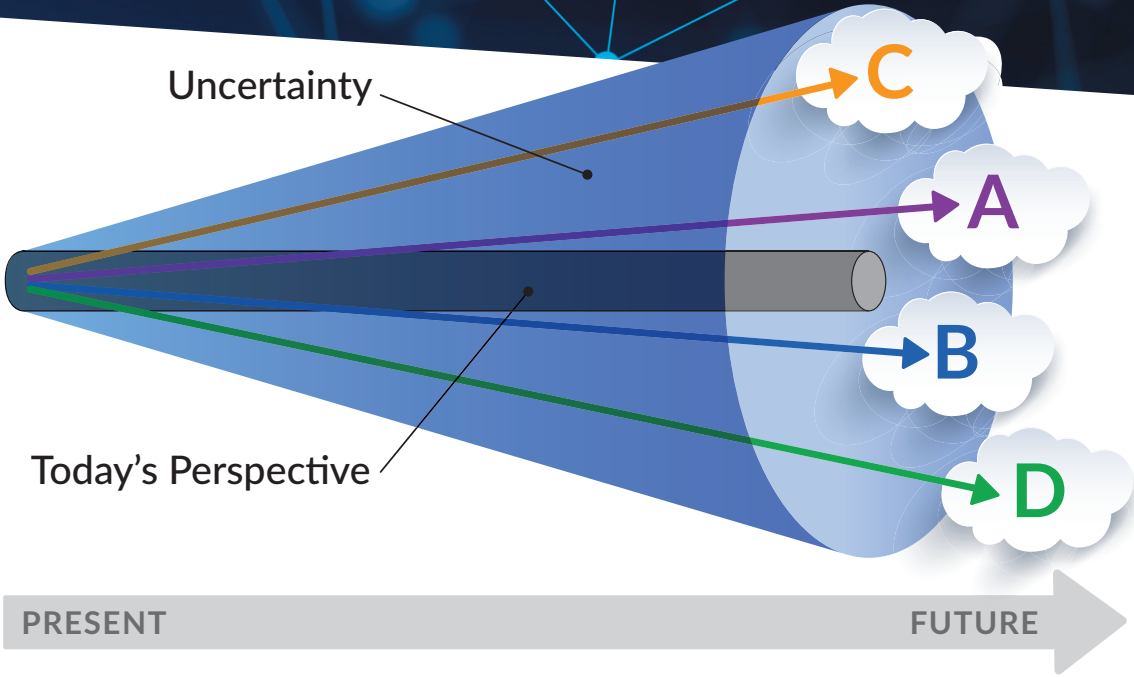 Uncertainty
C
A
B
Today's Perspective
D
PRESENT
FUTURE